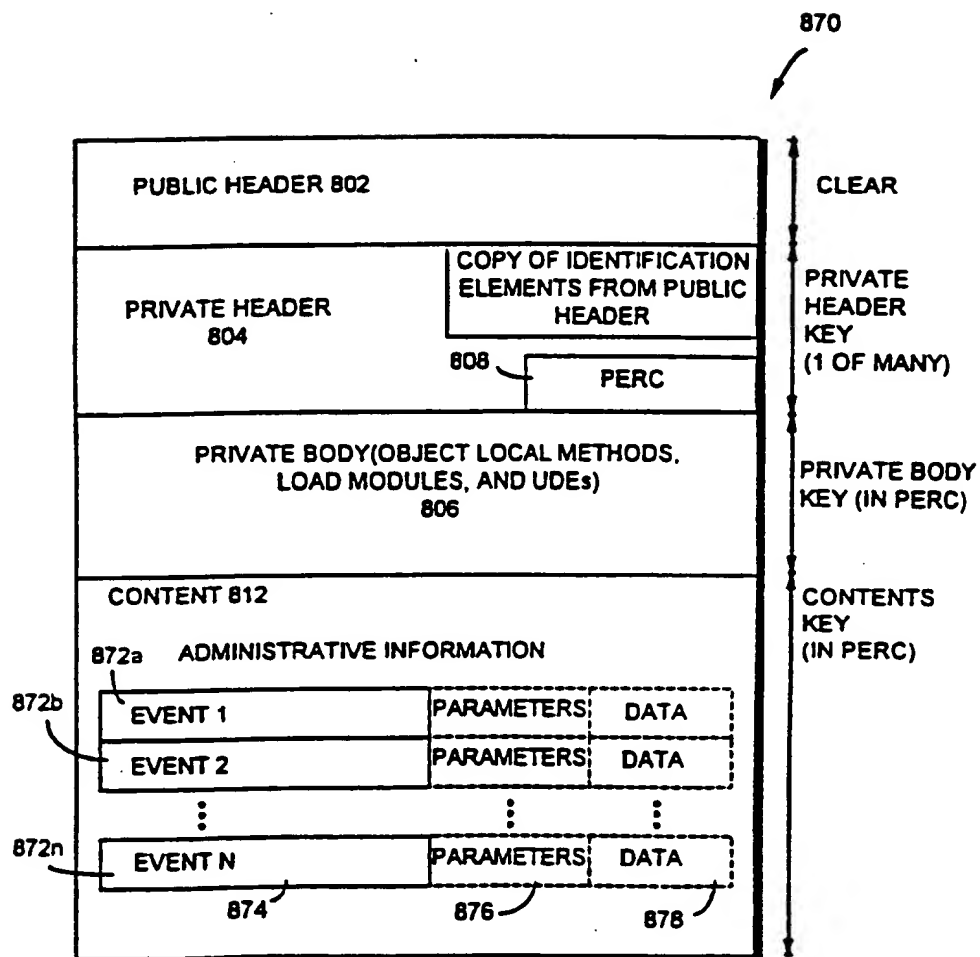 870
PUBLIC HEADER 802
CLEAR
COPY OF IDENTIFICATION
ELEMENTS FROM PUBLIC
HEADER
PRIVATE HEADER
804
808
PERC
PRIVATE
HEADER
KEY
(1 OF MANY)
PRIVATE BODY(OBJECT LOCAL METHODS,
LOAD MODULES, AND UDEs)
806
PRIVATE BODY
KEY (IN PERC)
CONTENT 812
CONTENTS
KEY
(IN PERC)
ADMINISTRATIVE INFORMATION
872a
EVENT 1 PARAMETERS DATA
872b
EVENT 2 PARAMETERS DATA
872n
EVENT N PARAMETERS DATA
874 876 878